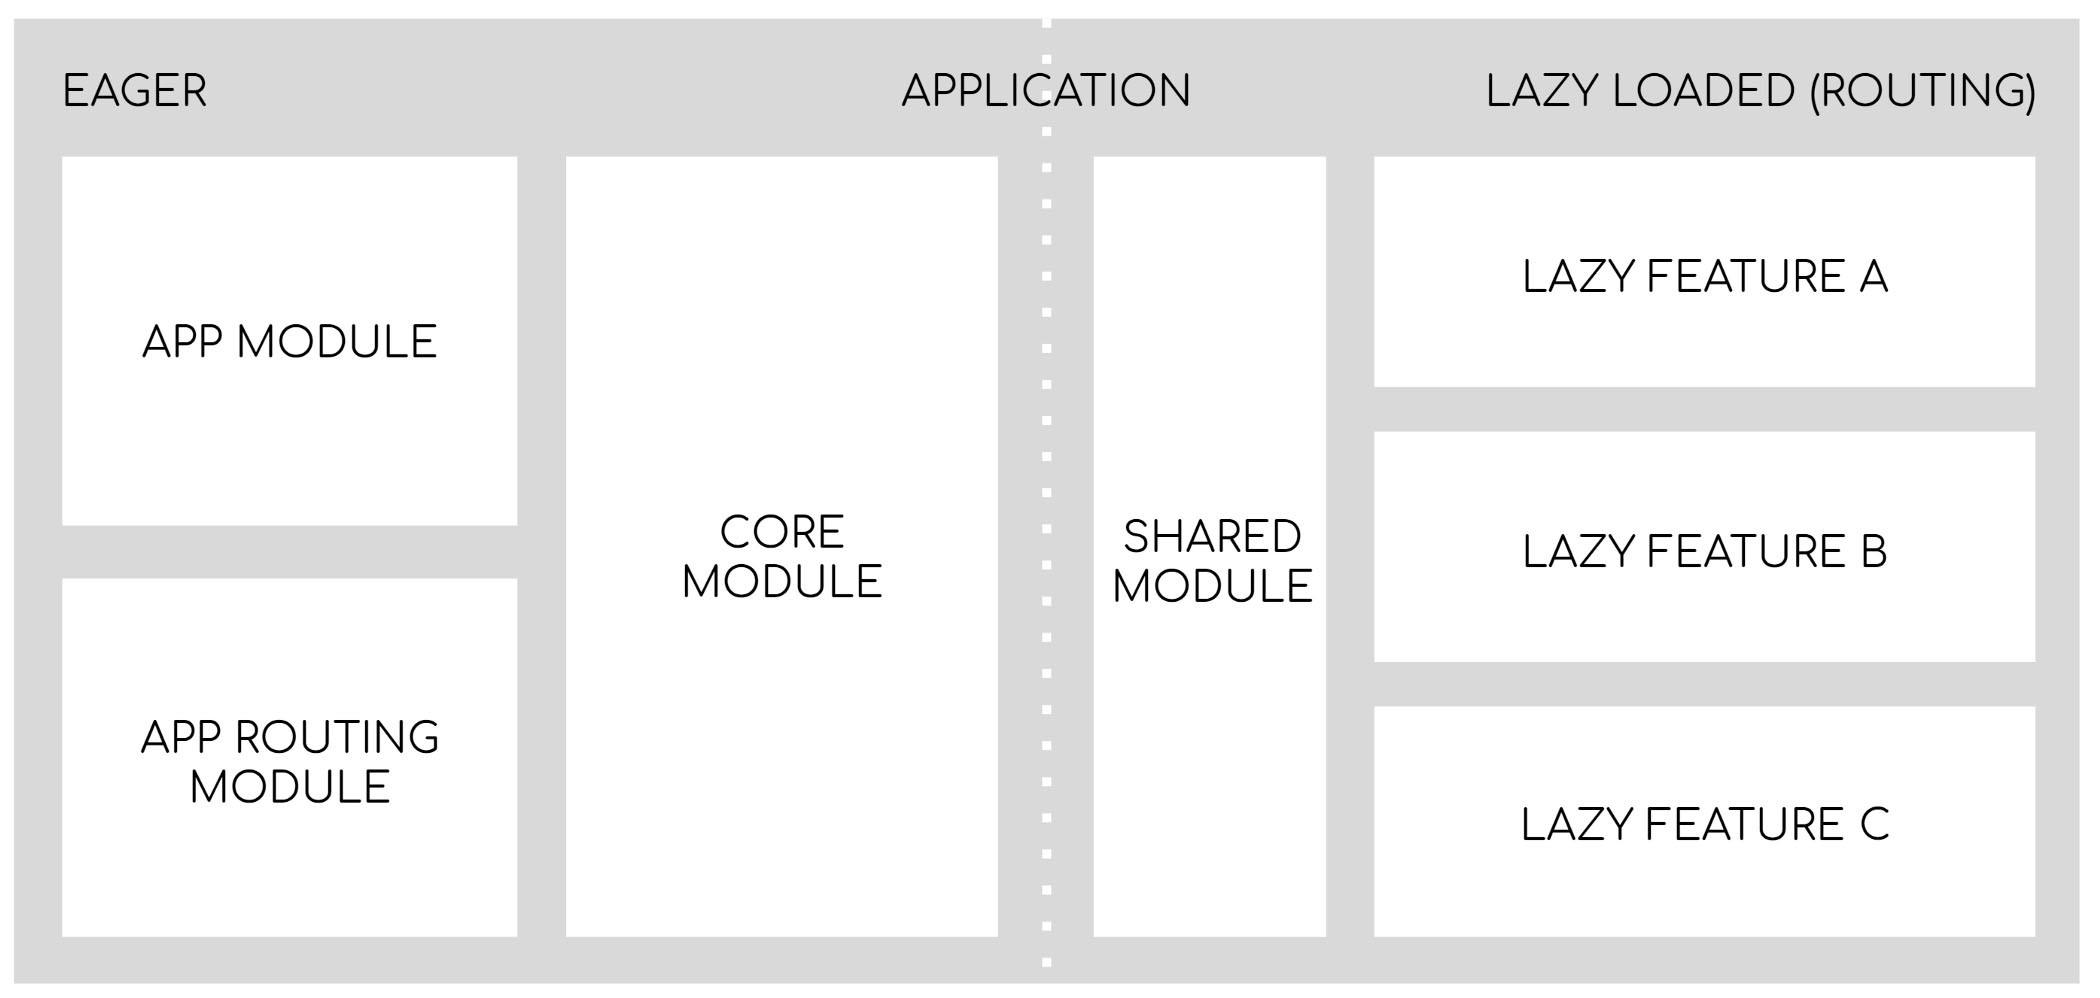 EAGER
APPLICATION
LAZY LOADED (ROUTING)
APP MODULE
APP ROUTING
MODULE
CORE
MODULE
SHARED
MODULE
LAZY FEATURE A
LAZY FEATURE B
LAZY FEATURE C